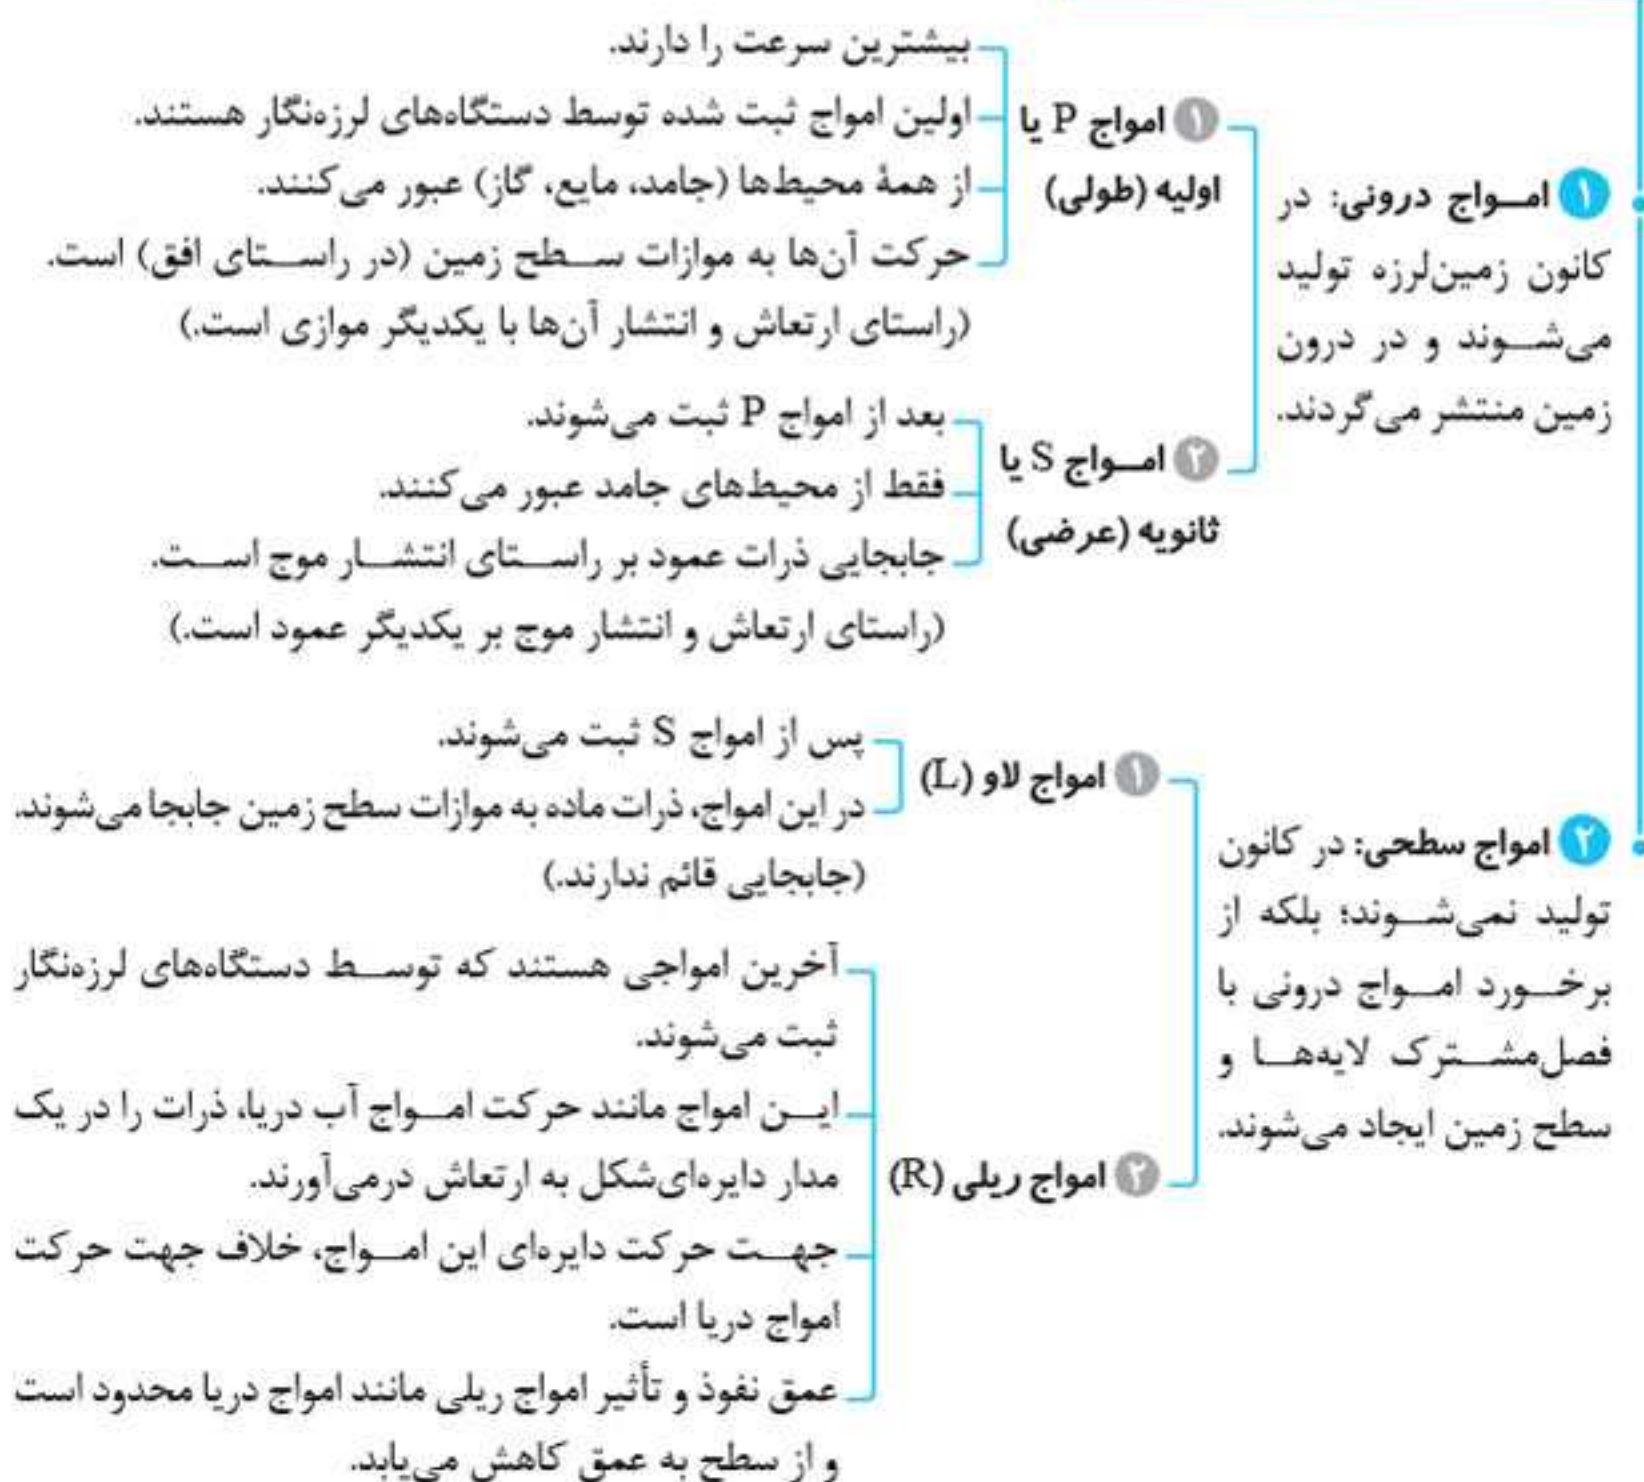 ۱ امواج درونی: در
کانون زمین‌لرزه تولید
می‌شوند و در درون
زمین منتشر می‌گردند.
۱ امواج P یا
اولیه (طولی)
بیشترین سرعت را دارند.
اولین امواج ثبت شده توسط دستگاه‌های لرزه‌نگار هستند.
از همهٔ محیط‌ها (جامد، مایع، گاز) عبور می‌کنند.
حرکت آن‌ها به موازات سطح زمین (در راستای افق) است.
(راستای ارتعاش و انتشار آن‌ها با یکدیگر موازی است.)
۲ امواج S یا
ثانویه (عرضی)
بعد از امواج P ثبت می‌شوند.
فقط از محیط‌های جامد عبور می‌کنند.
جابجایی ذرات عمود بر راستای انتشار موج است.
(راستای ارتعاش و انتشار موج بر یکدیگر عمود است.)
۲ امواج سطحی: در کانون
تولید نمی‌شوند؛ بلکه از
برخورد امواج درونی با
فصل‌مشترک لایه‌ها و
سطح زمین ایجاد می‌شوند.
۱ امواج لاو (L)
پس از امواج S ثبت می‌شوند.
در این امواج، ذرات ماده به موازات سطح زمین جابجا می‌شوند.
(جابجایی قائم ندارند.)
۲ امواج ریلی (R)
آخرین امواجی هستند که توسط دستگاه‌های لرزه‌نگار
ثبت می‌شوند.
این امواج مانند حرکت امواج آب دریا، ذرات را در یک
مدار دایره‌ای‌شکل به ارتعاش درمی‌آورند.
جهت حرکت دایره‌ای این امواج، خلاف جهت حرکت
امواج دریا است.
عمق نفوذ و تأثیر امواج ریلی مانند امواج دریا محدود است
و از سطح به عمق کاهش می‌یابد.